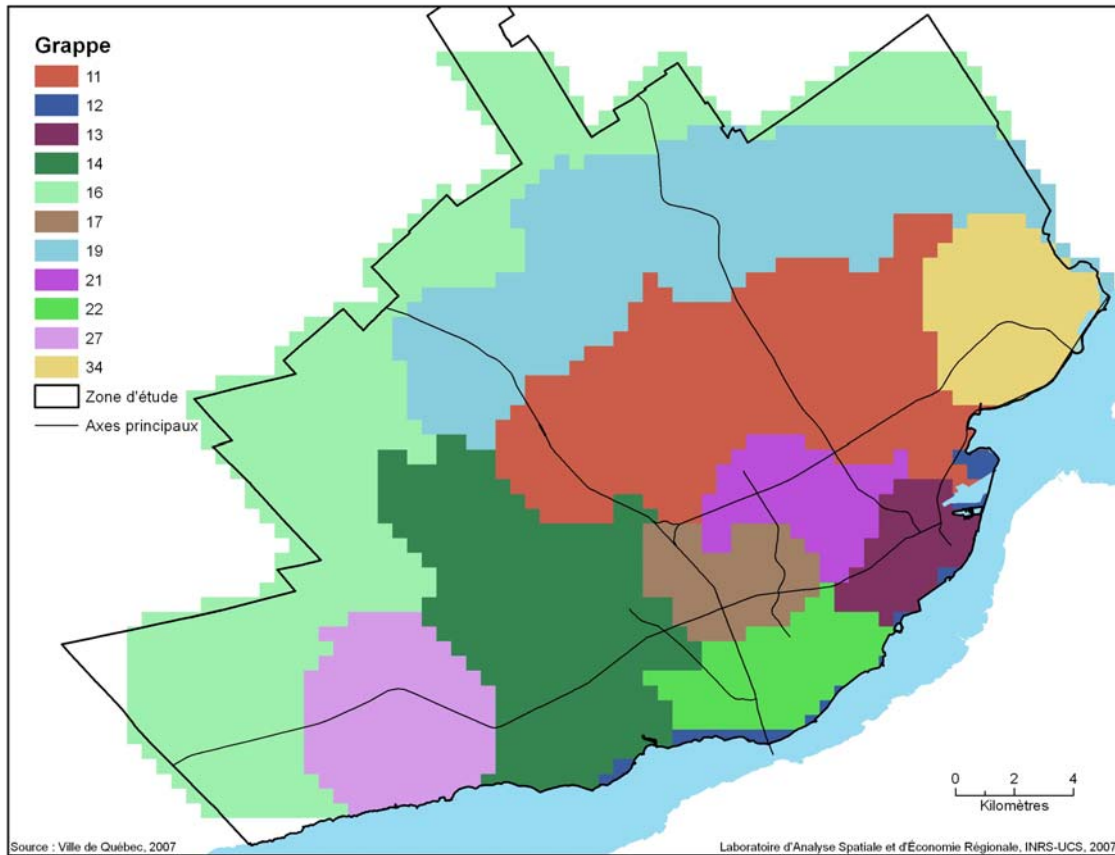 Grappe
11
12
13
14
16
17
19
21
22
27
34
Zone d'étude
Axes principaux
0 2 4
Kilomètres
Source : Ville de Québec, 2007
Laboratoire d'Analyse Spatiale et d'Économie Régionale, INRS-UCS, 2007